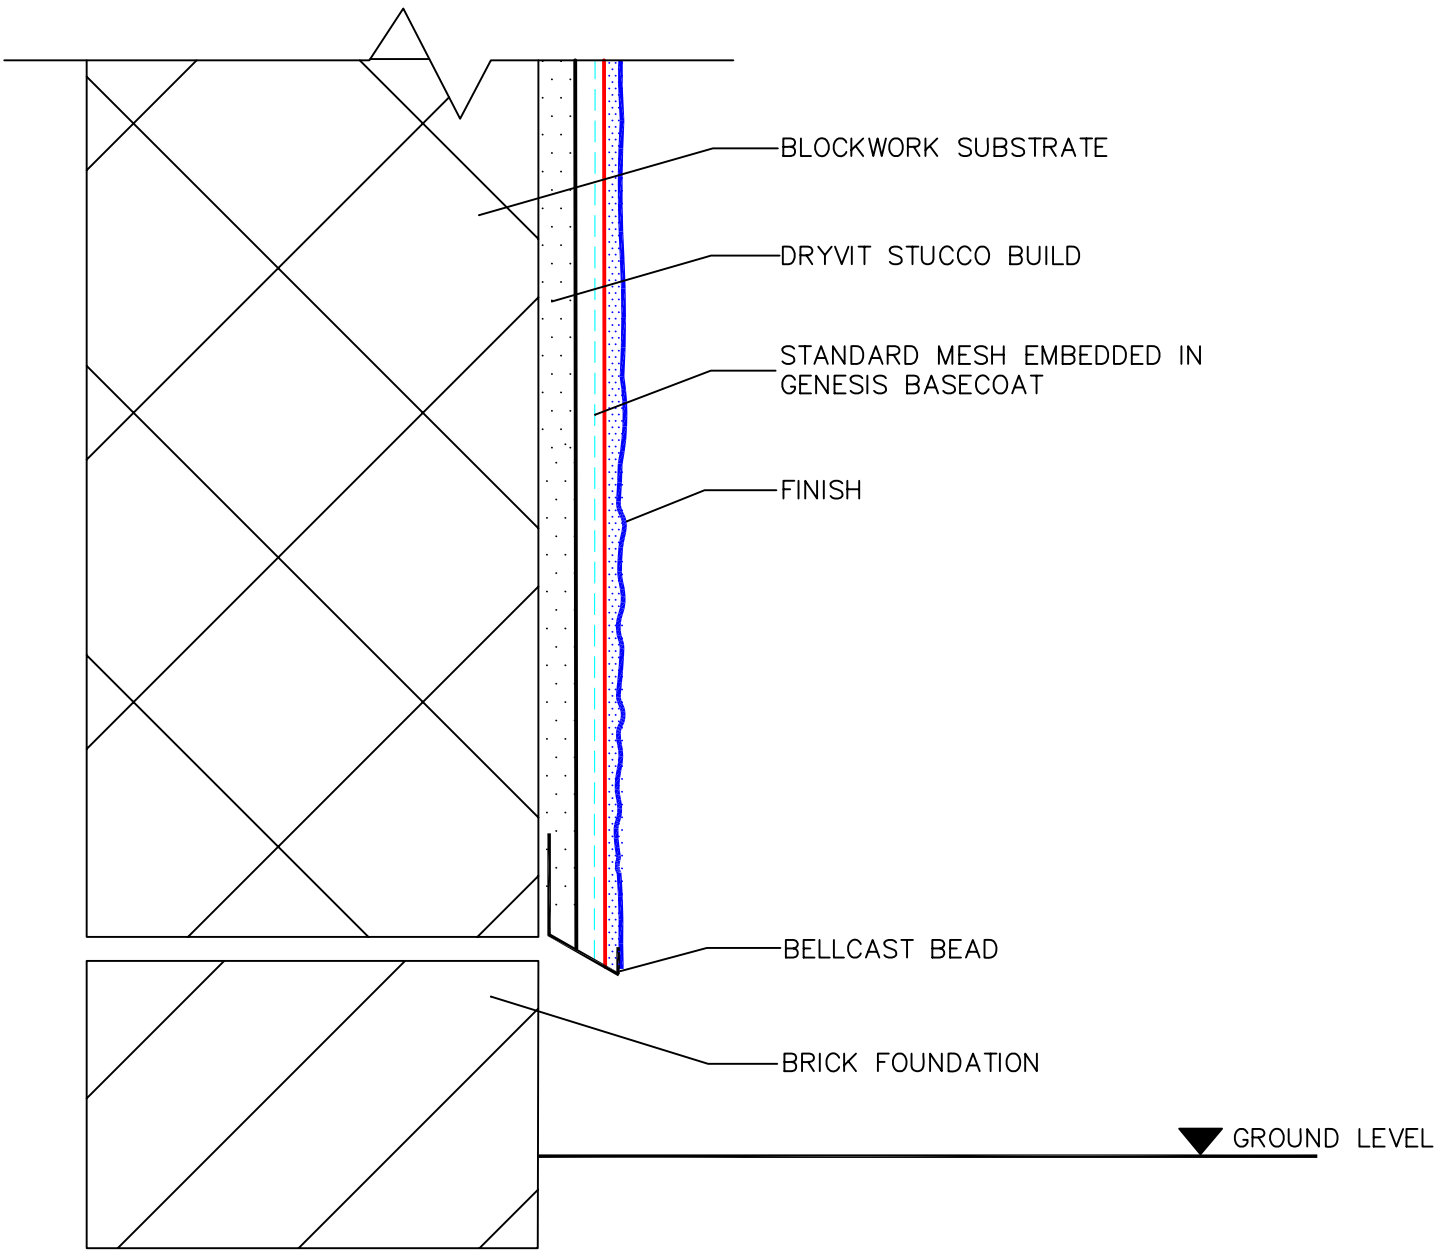 BLOCKWORK SUBSTRATE
DRYVIT STUCCO BUILD
STANDARD MESH EMBEDDED IN
GENESIS BASECOAT
FINISH
BELLCAST BEAD
BRICK FOUNDATION
GROUND LEVEL